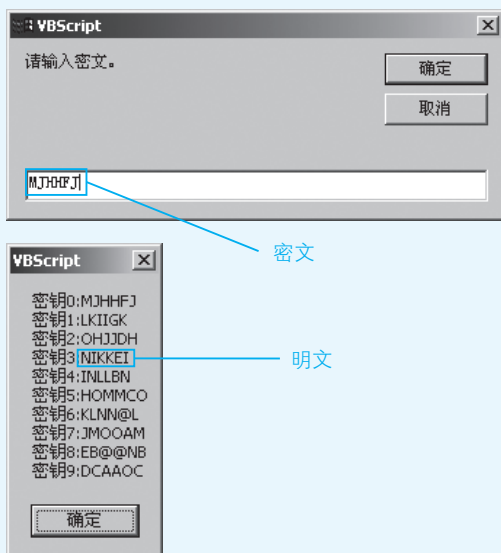 VBScript
请输入密文。
确定
取消
MJHHFJ
密文
VBScript
密钥0:MJHHFJ
密钥1:LKIIGK
密钥2:OHJJDH
密钥3:NIKKEI
明文
密钥4:INLLBN
密钥5:HOMMCO
密钥6:KLNN@L
密钥7:JMOOAM
密钥8:EB@@NB
密钥9:DCAAOC
确定